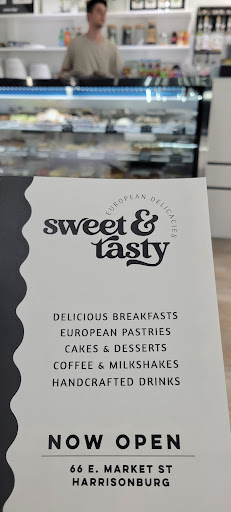 EUROPEAN DELICACIES
sweet &
tasty
DELICIOUS BREAKFASTS
EUROPEAN PASTRIES
CAKES & DESSERTS
COFFEE & MILKSHAKES
HANDCRAFTED DRINKS
NOW OPEN
66 E. MARKET ST
HARRISONBURG